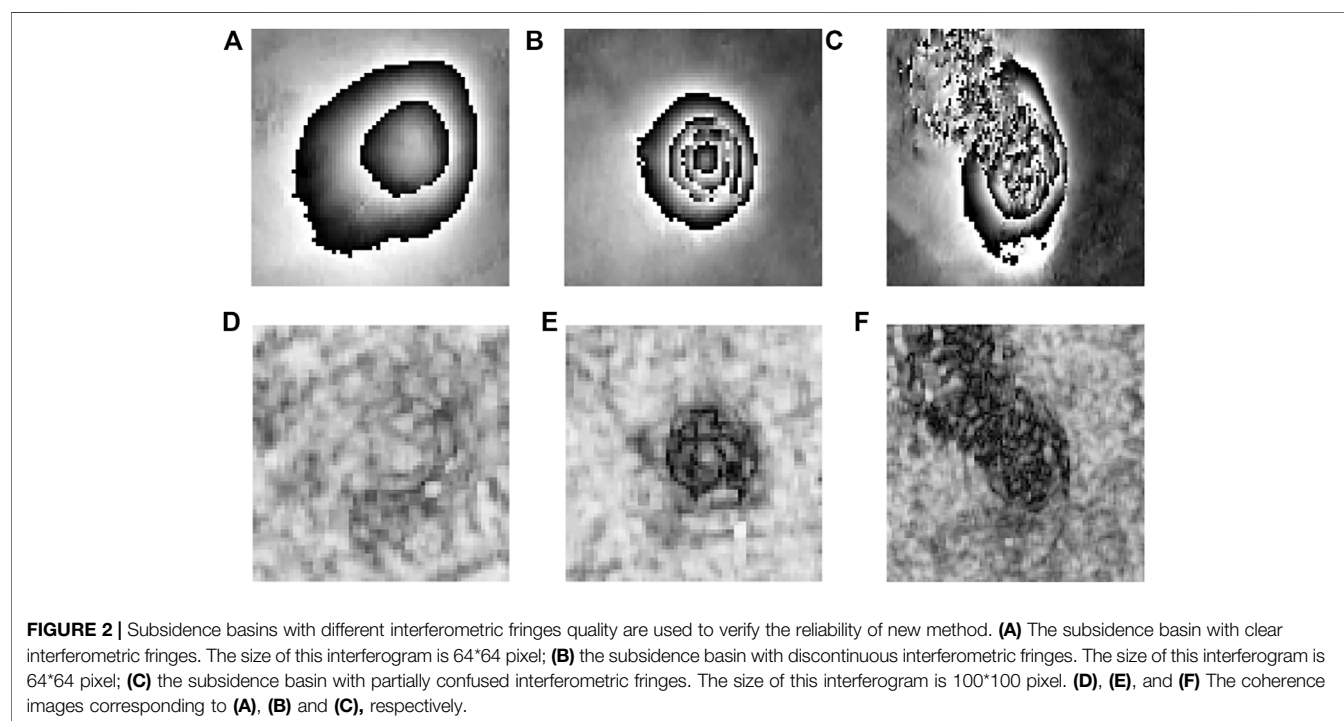 A
B
C
D
E
F
FIGURE 2 | Subsidence basins with different interferometric fringes quality are used to verify the reliability of new method. (A) The subsidence basin with clear
interferometric fringes. The size of this interferogram is 64*64 pixel; (B) the subsidence basin with discontinuous interferometric fringes. The size of this interferogram is
64*64 pixel; (C) the subsidence basin with partially confused interferometric fringes. The size of this interferogram is 100*100 pixel. (D), (E), and (F) The coherence
images corresponding to (A), (B) and (C), respectively.